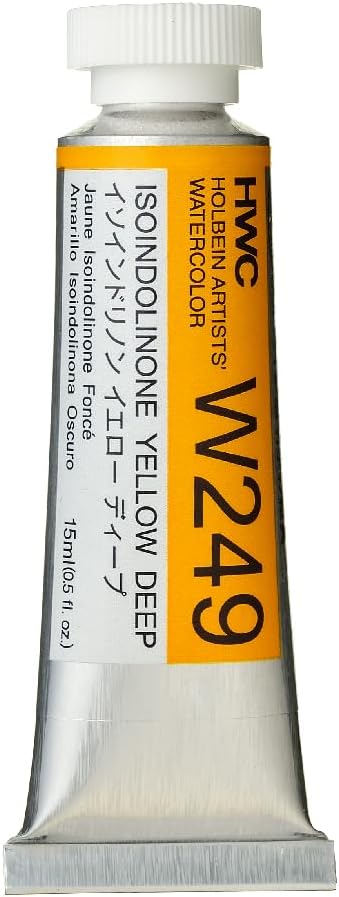 HWC
HOLBEIN ARTISTS'
WATERCOLOR
W249
ISOINDOLINONE YELLOW DEEP
イソインドリノン イエロー ディープ
Jaune Isoindolinone Foncé
Amarillo Isoindolinona Oscuro
15ml(0.5 fl. oz.)